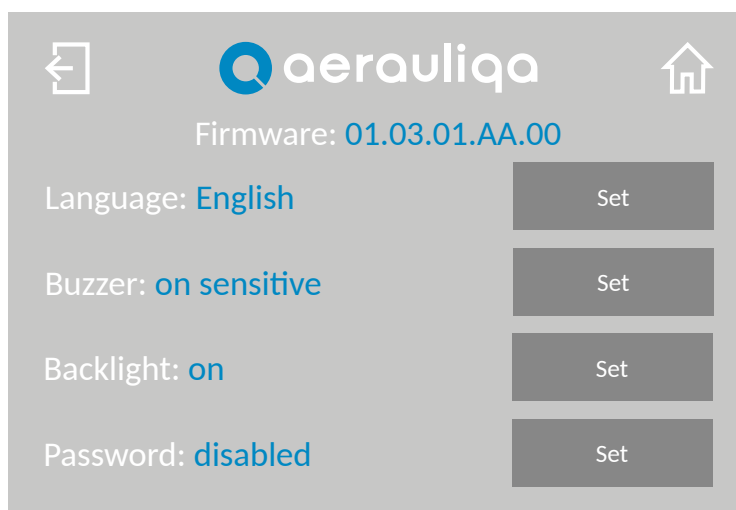 aerauliqa
Firmware: 01.03.01.AA.00
Language: English Set
Buzzer: on sensitive Set
Backlight: on Set
Password: disabled Set